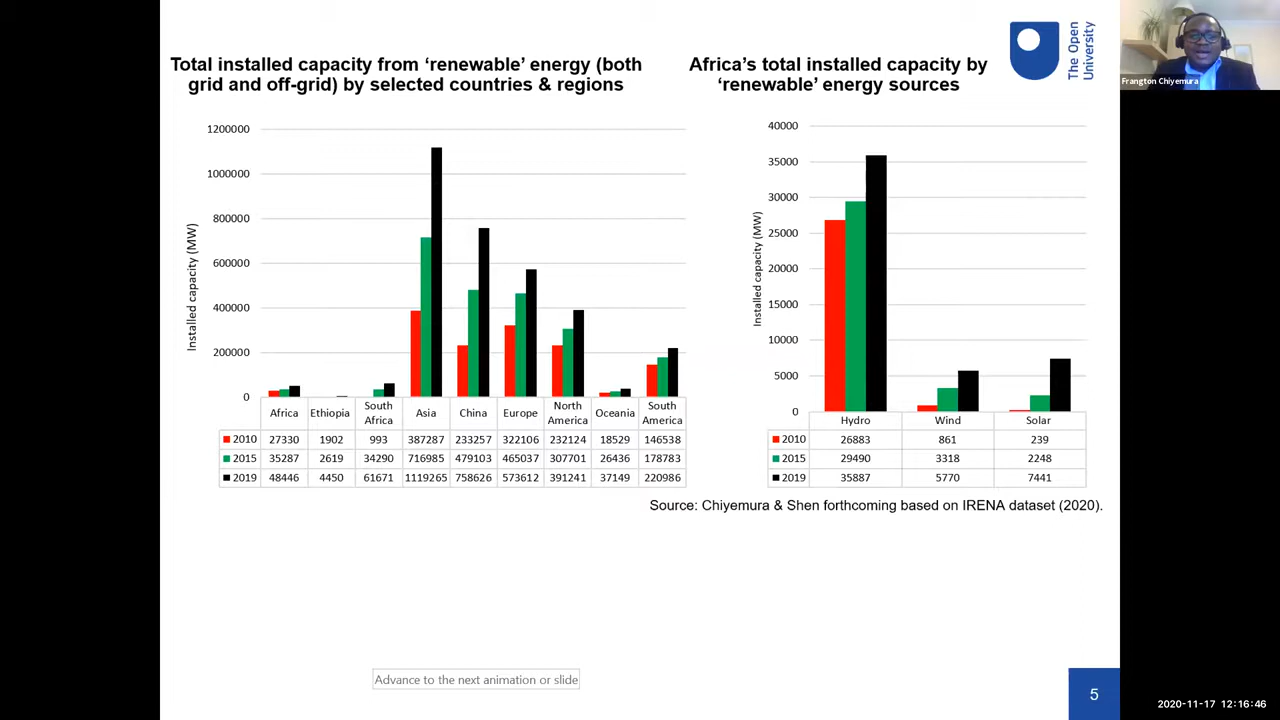 Total installed capacity from ‘renewable’ energy (both
grid and off-grid) by selected countries & regions
1200000
1000000
800000
600000
400000
200000
0
Installed capacity (MW)
Africa Ethiopia South Africa Asia China Europe North America Oceania South America
2010 27330 1902 993 387287 233257 322106 232124 18529 146538
2015 35287 2619 34290 716985 479103 465037 307701 26436 178783
2019 48446 4450 61671 1119265 758626 573612 391241 37149 220986
Africa’s total installed capacity by
‘renewable’ energy sources
40000
35000
30000
25000
20000
15000
10000
5000
0
Installed capacity (MW)
Hydro Wind Solar
2010 26883 861 239
2015 29490 3318 2248
2019 35887 5770 7441
Source: Chiyemura & Shen forthcoming based on IRENA dataset (2020).
The Open
University
Frangton Chiyemura
Advance to the next animation or slide
5
2020-11-17 12:16:46